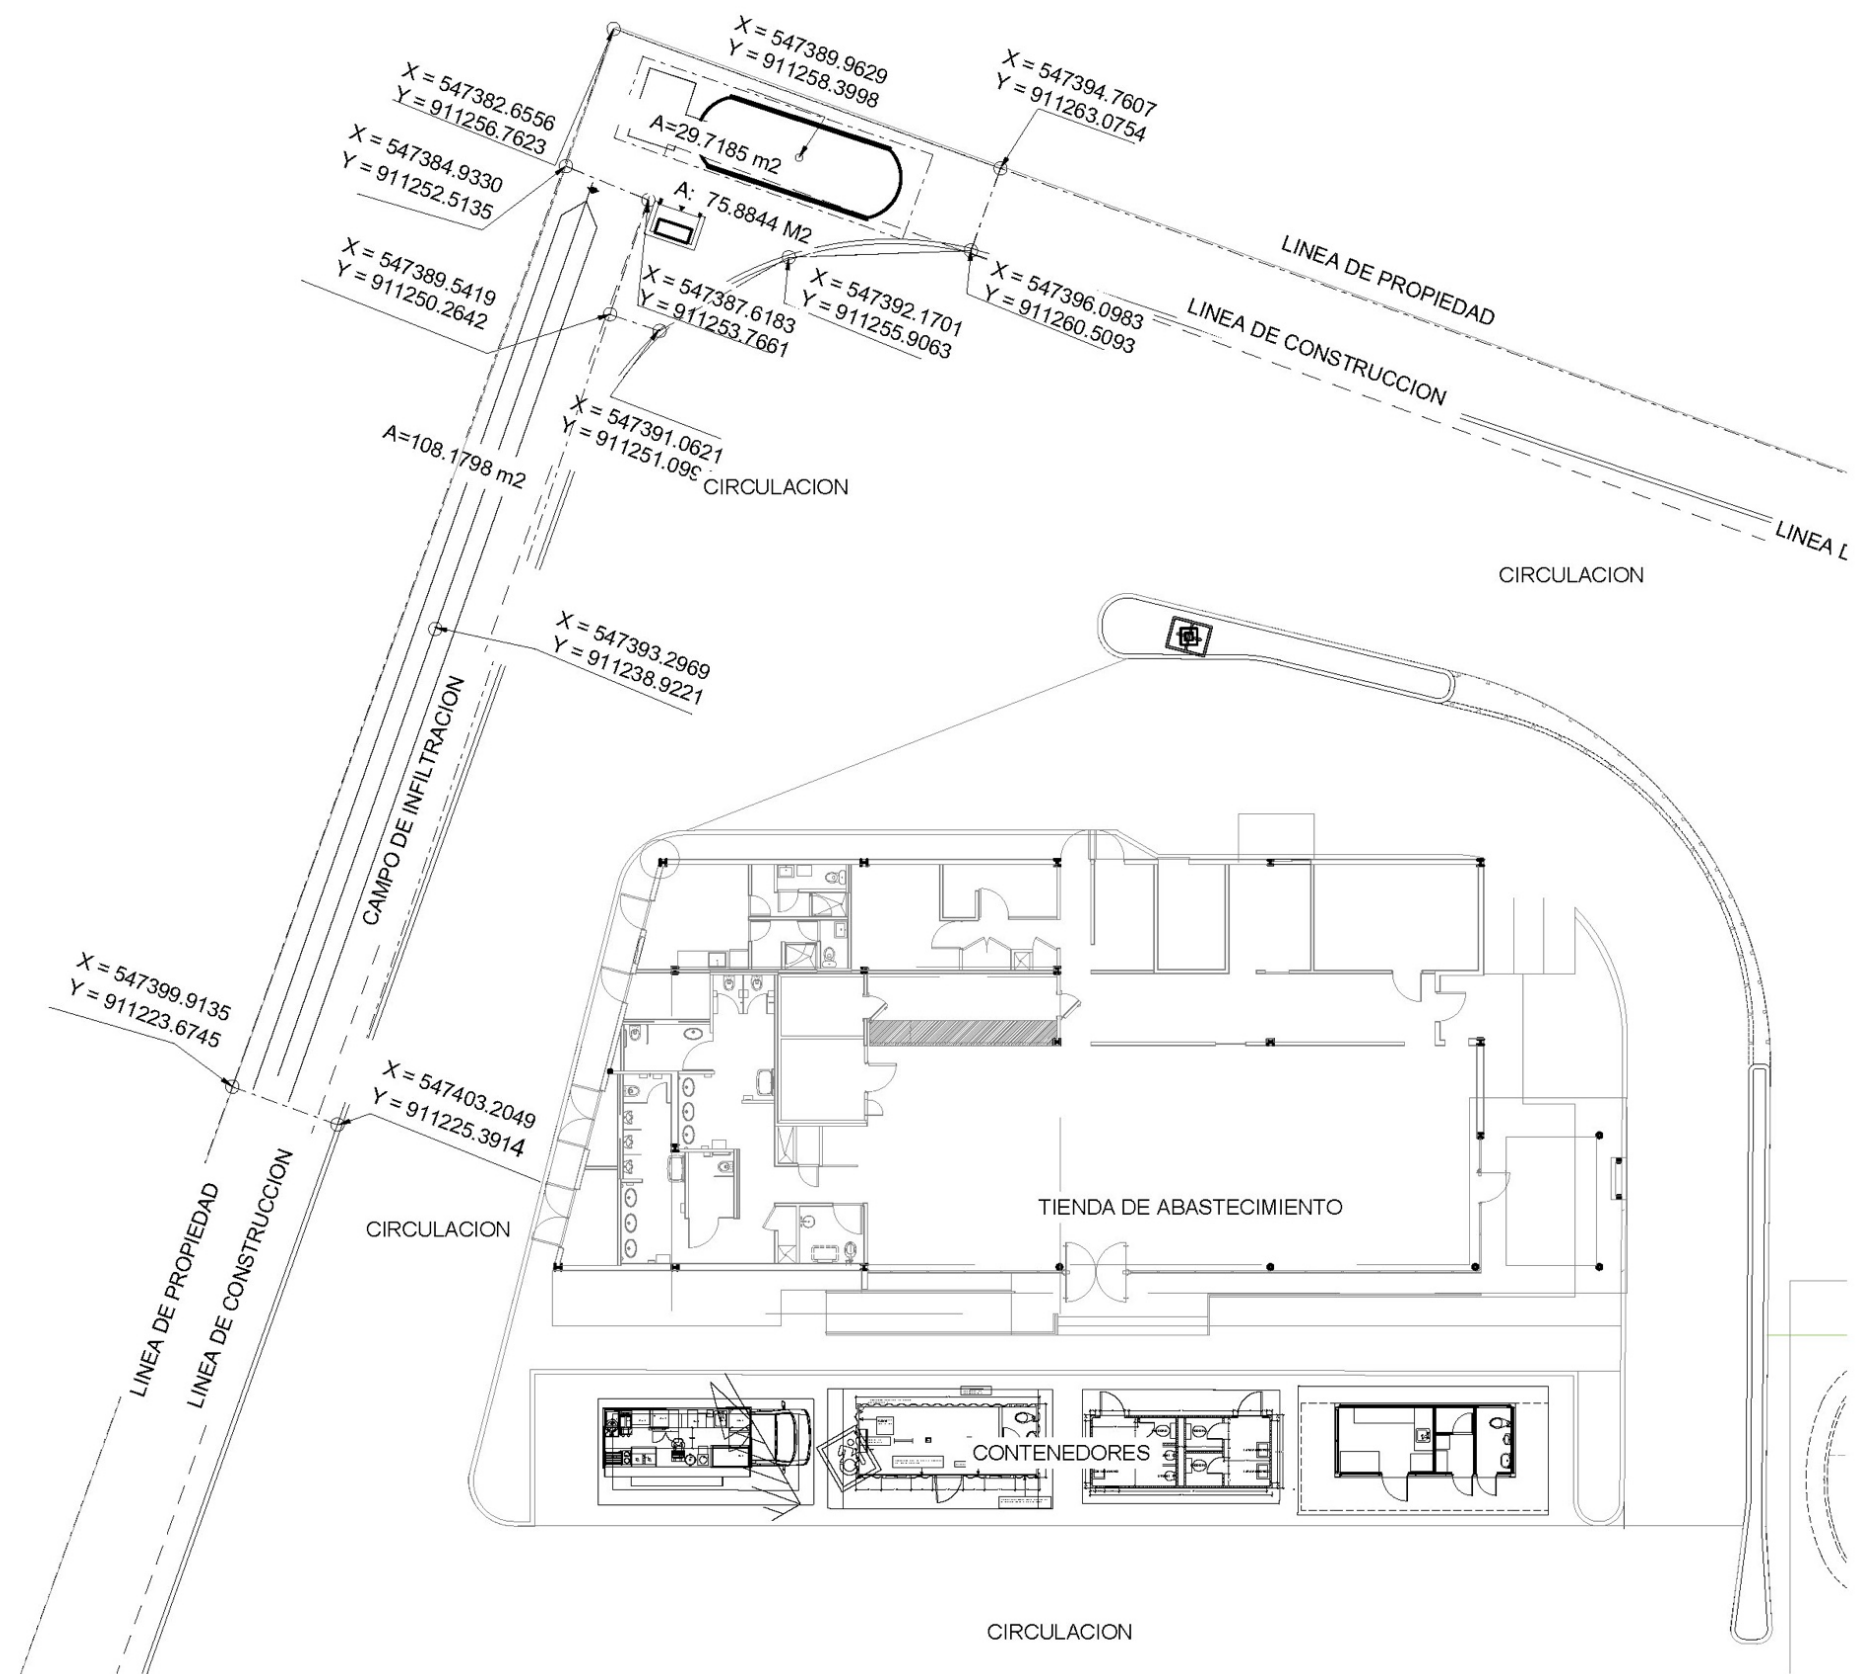 X = 547389.9629
Y = 911258.3998
X = 547394.7607
Y = 911263.0754
X = 547382.6556
Y = 911256.7623
X = 547384.9330
Y = 911252.5135
A=29.7185 m2
A: 75.8844 M2
X = 547389.5419
Y = 911250.2642
X = 547387.6183
Y = 911253.7661
X = 547392.1701
Y = 911255.9063
X = 547396.0983
Y = 911260.5093
LINEA DE PROPIEDAD
LINEA DE CONSTRUCCION
X = 547391.0621
Y = 911251.099
A=108.1798 m2
CIRCULACION
LINEA D
CIRCULACION
X = 547393.2969
Y = 911238.9221
CAMPO DE INFILTRACION
X = 547399.9135
Y = 911223.6745
X = 547403.2049
Y = 911225.3914
LINEA DE PROPIEDAD
LINEA DE CONSTRUCCION
CIRCULACION
TIENDA DE ABASTECIMIENTO
CONTENEDORES
CIRCULACION